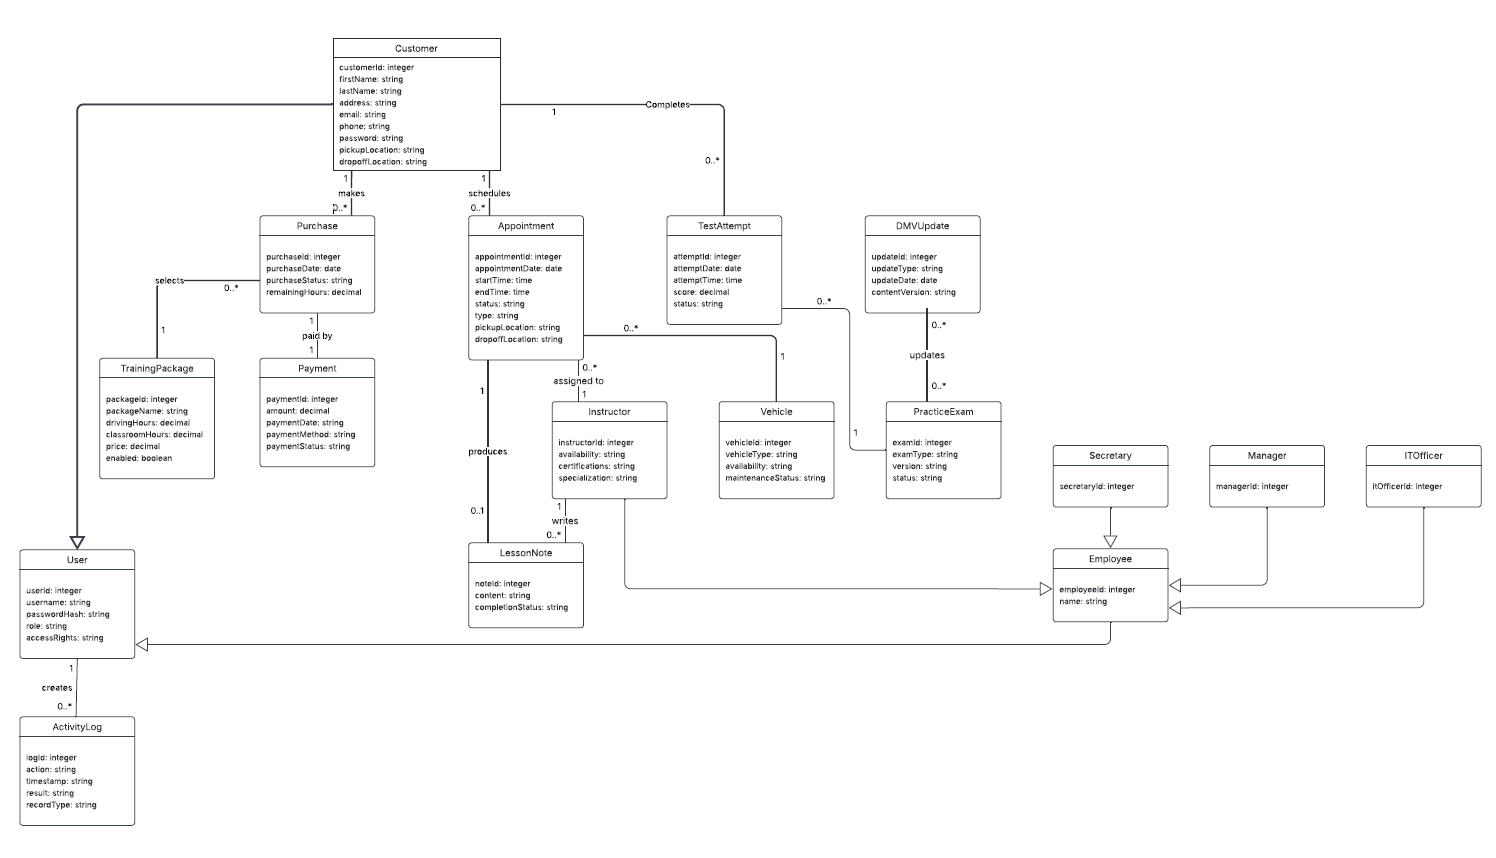 Customer
customerId: integer
firstName: string
lastName: string
address: string
email: string
phone: string
password: string
pickupLocation: string
dropoffLocation: string
1
Completes
0..*
1
makes
0..*
1
schedules
0..*
Purchase
purchaseId: integer
purchaseDate: date
purchaseStatus: string
remainingHours: decimal
Appointment
appointmentId: integer
appointmentDate: date
startTime: time
endTime: time
status: string
type: string
pickupLocation: string
dropoffLocation: string
TestAttempt
attemptId: integer
attemptDate: date
attemptTime: time
score: decimal
status: string
DMVUpdate
updateId: integer
updateType: string
updateDate: date
contentVersion: string
selects
0..*
1
1
paid by
1
0..*
1
0..*
1
0..*
updates
0..*
0..*
assigned to
1
TrainingPackage
packageId: integer
packageName: string
drivingHours: decimal
classroomHours: decimal
price: decimal
enabled: boolean
Payment
paymentId: integer
amount: decimal
paymentDate: string
paymentMethod: string
paymentStatus: string
1
produces
0..1
Instructor
instructorId: integer
availability: string
certifications: string
specialization: string
Vehicle
vehicleId: integer
vehicleType: string
availability: string
maintenanceStatus: string
PracticeExam
examId: integer
examType: string
version: string
status: string
Secretary
secretaryId: integer
Manager
managerId: integer
ITOfficer
itOfficerId: integer
1
writes
0..*
LessonNote
noteId: integer
content: string
completionStatus: string
User
userId: integer
username: string
passwordHash: string
role: string
accessRights: string
Employee
employeeId: integer
name: string
1
creates
0..*
ActivityLog
logId: integer
action: string
timestamp: string
result: string
recordType: string